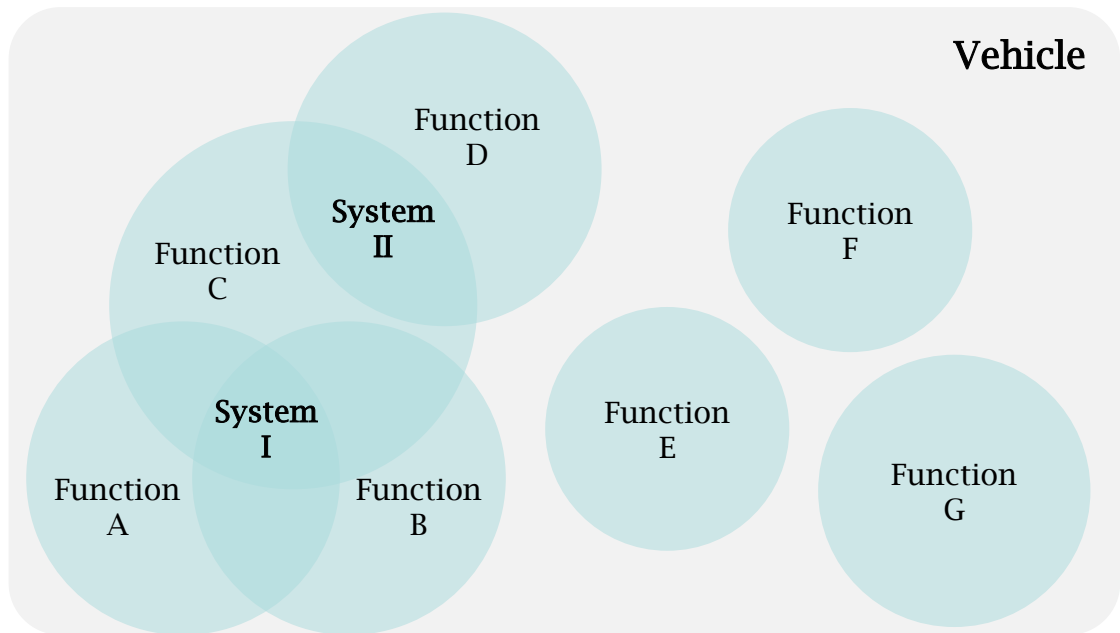 Vehicle
Function
D
System
II
Function
C
Function
F
System
I
Function
E
Function
A
Function
B
Function
G